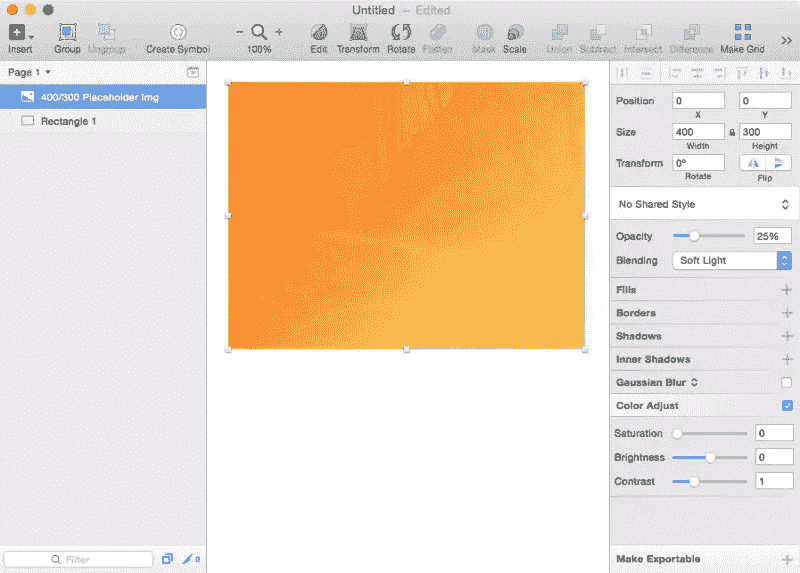 Untitled — Edited
Insert Group Ungroup Create Symbol 100% Edit Transform Rotate Flatten Mask Scale Union Subtract Intersect Difference Make Grid
Page 1
400/300 Placeholder Img
Rectangle 1
Position 0 0
X Y
Size 400 300
Width Height
Transform 0º
Rotate Flip
No Shared Style
Opacity 25%
Blending Soft Light
Fills
Borders
Shadows
Inner Shadows
Gaussian Blur
Color Adjust
Saturation 0
Brightness 0
Contrast 1
Filter 0
Make Exportable